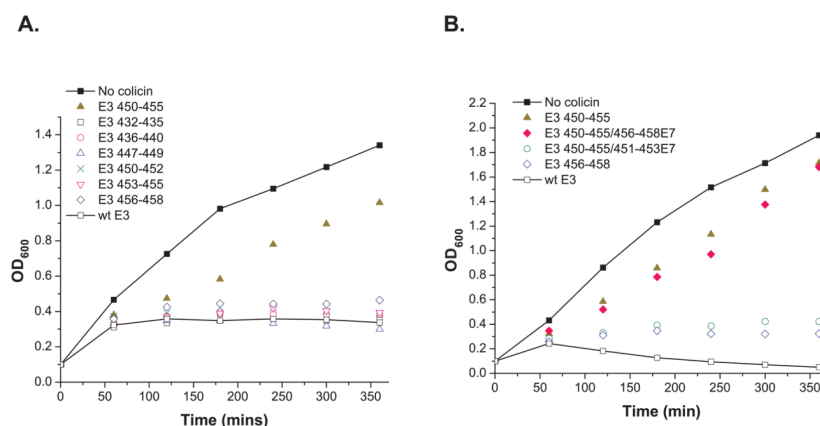 A.
No colicin
E3 450-455
E3 432-435
E3 436-440
E3 447-449
E3 450-452
E3 453-455
E3 456-458
wt E3
1.4
1.2
1.0
0.8
0.6
0.4
0.2
0.0
OD600
0 50 100 150 200 250 300 350
Time (mins)
B.
No colicin
E3 450-455
E3 450-455/456-458E7
E3 450-455/451-453E7
E3 456-458
wt E3
2.2
2.0
1.8
1.6
1.4
1.2
1.0
0.8
0.6
0.4
0.2
0.0
OD600
0 50 100 150 200 250 300 350
Time (min)